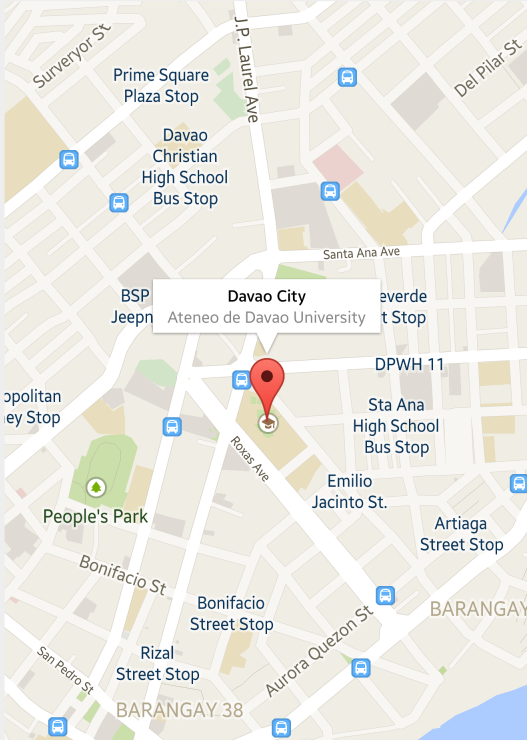 Surveryor St
J.P. Laurel Ave
Del Pilar St
Prime Square
Plaza Stop
Davao
Christian
High School
Bus Stop
Santa Ana Ave
BSP
Jeepn
Davao City
Ateneo de Davao University
everde
t Stop
DPWH 11
opolitan
ney Stop
Sta Ana
High School
Bus Stop
Roxas Ave
Emilio
Jacinto St.
People's Park
Artiaga
Street Stop
Bonifacio St
Bonifacio
Street Stop
BARANGAY
Aurora Quezon St
San Pedro St
Rizal
Street Stop
BARANGAY 38